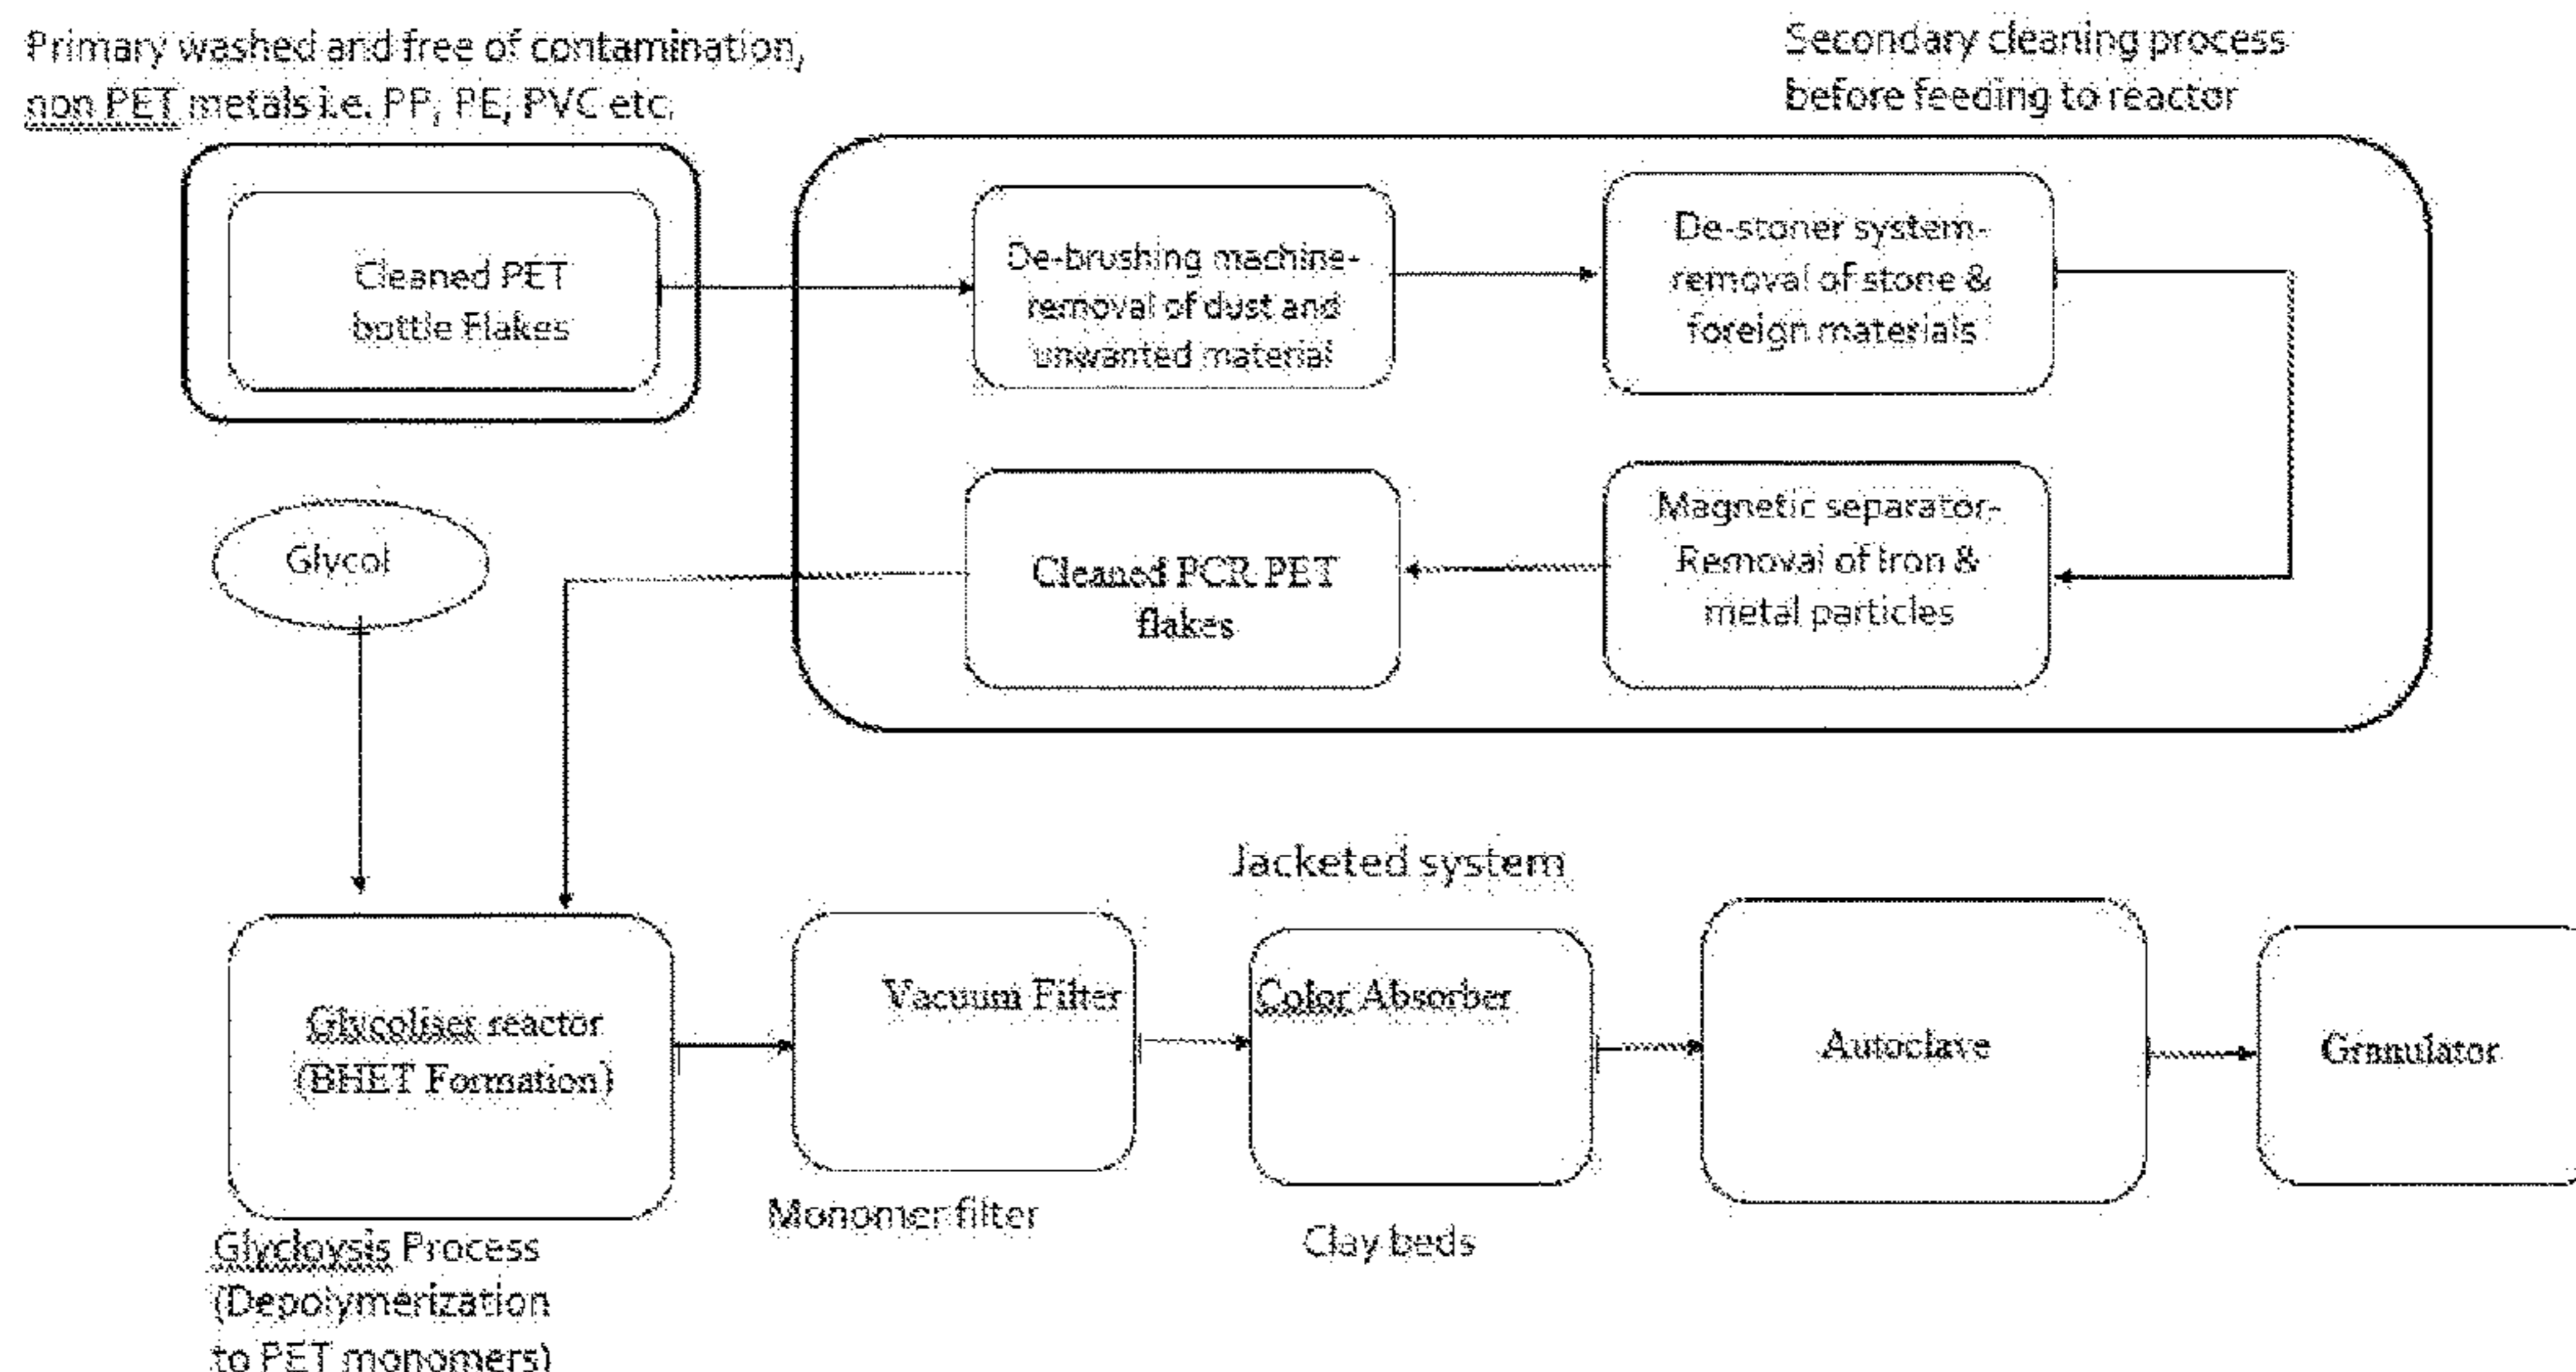 Primary washed and free of contamination,
non PET metals i.e. PP, PE, PVC etc.
Secondary cleaning process
before feeding to reactor
Cleaned PET
bottle Flakes
De-brushing machine-
removal of dust and
unwanted material
De-stoner system-
removal of stone &
foreign materials
Glycol
Cleaned PCR PET
flakes
Magnetic separator-
Removal of Iron &
metal particles
Jacketed system
Glycoliser reactor
(BHET Formation)
Vacuum Filter
Color Absorber
Autoclave
Granulator
Monomer filter
Clay beds
Glycloysis Process
(Depolymerization
to PET monomers)